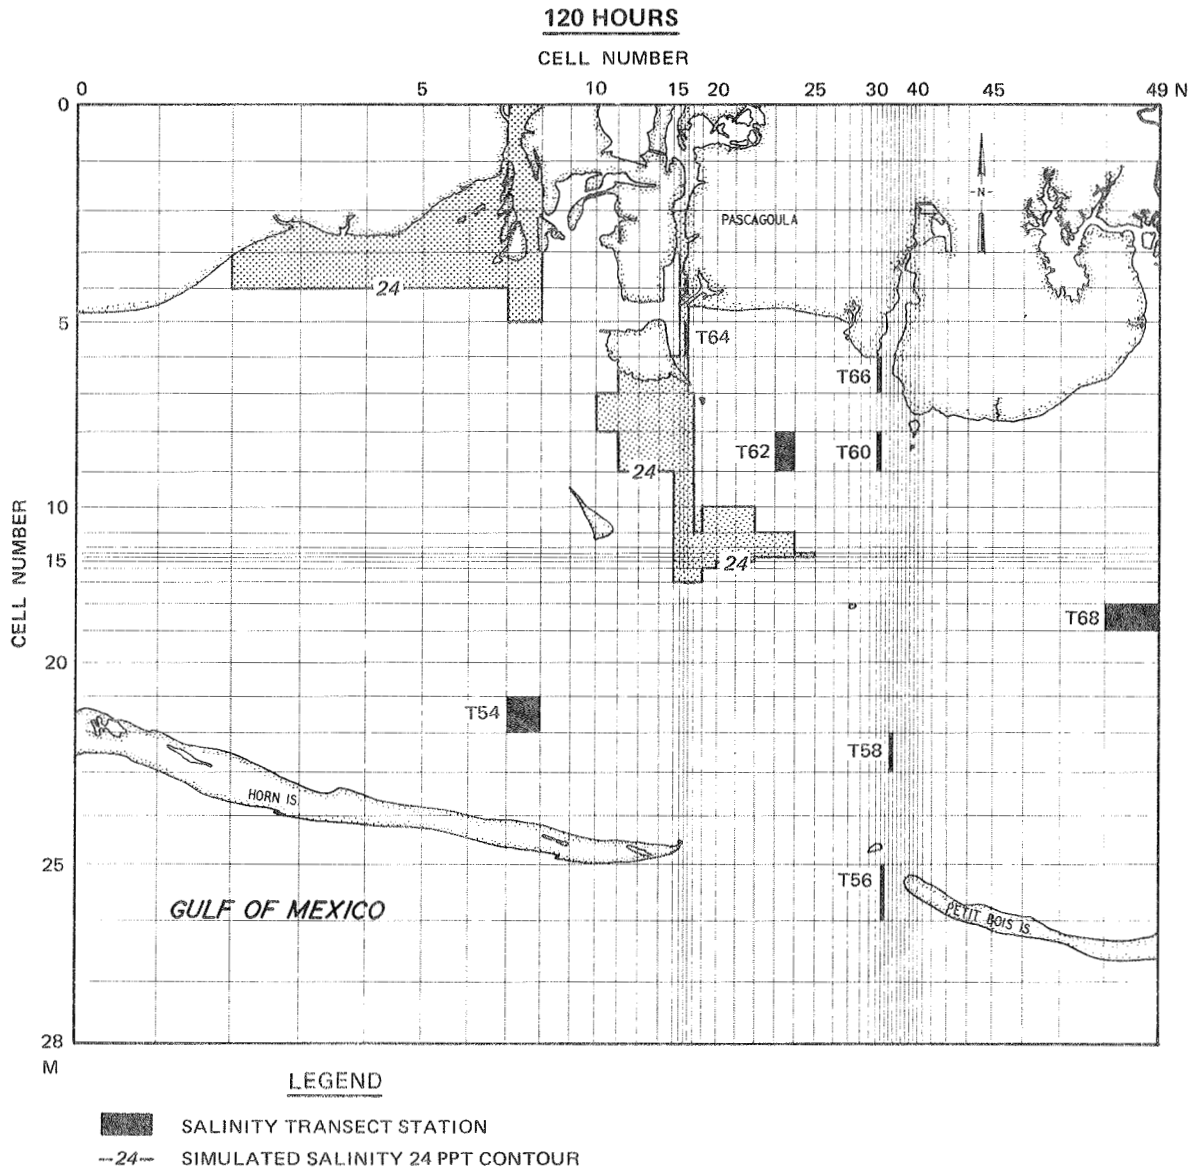 120 HOURS
CELL NUMBER
0 5 10 15 20 25 30 40 45 49 N
0
-N-
PASCAGOULA
24
5
T64
T66
T62
T60
24
CELL NUMBER
10
15
24
T68
20
T54
T58
HORN IS.
25
T56
GULF OF MEXICO
PETIT BOIS IS.
28
M
LEGEND
SALINITY TRANSECT STATION
--24-- SIMULATED SALINITY 24 PPT CONTOUR